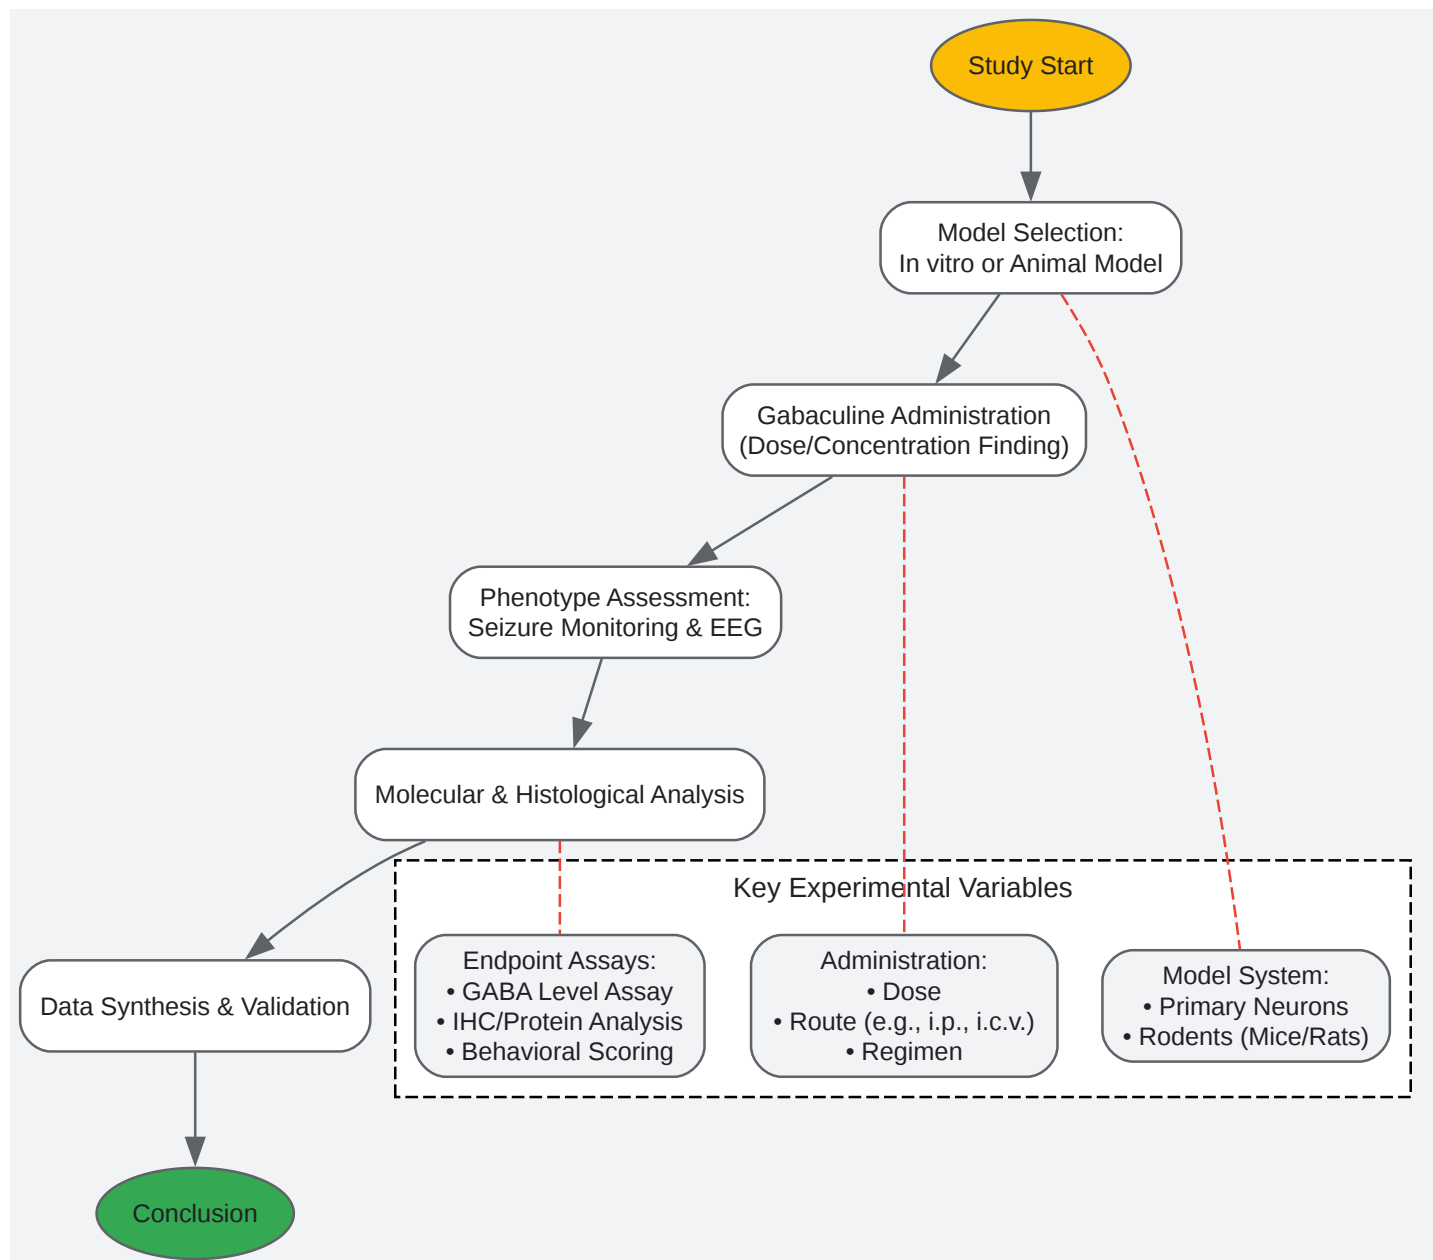 Study Start
Model Selection:
In vitro or Animal Model
Gabaculine Administration
(Dose/Concentration Finding)
Phenotype Assessment:
Seizure Monitoring & EEG
Molecular & Histological Analysis
Key Experimental Variables
Endpoint Assays:
• GABA Level Assay
• IHC/Protein Analysis
• Behavioral Scoring
Administration:
• Dose
• Route (e.g., i.p., i.c.v.)
• Regimen
Model System:
• Primary Neurons
• Rodents (Mice/Rats)
Data Synthesis & Validation
Conclusion